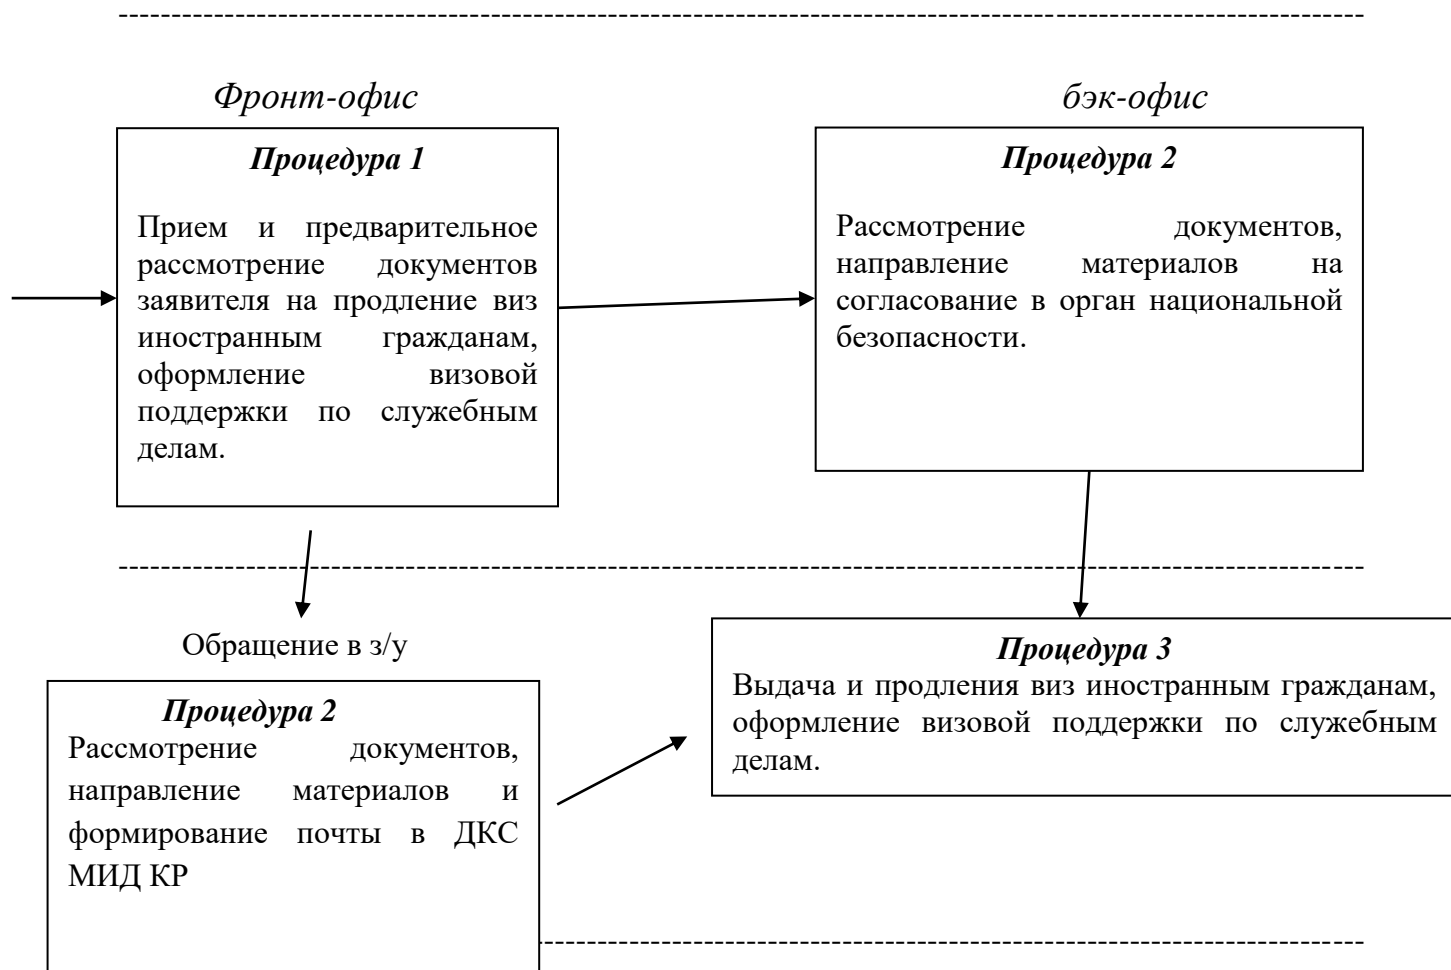 Фронт-офис
бэк-офис
Процедура 1
Прием и предварительное
рассмотрение документов
заявителя на продление виз
иностранным гражданам,
оформление визовой
поддержки по служебным
делам.
Процедура 2
Рассмотрение документов,
направление материалов на
согласование в орган национальной
безопасности.
Обращение в з/у
Процедура 2
Рассмотрение документов,
направление материалов и
формирование почты в ДКС
МИД КР
Процедура 3
Выдача и продления виз иностранным гражданам,
оформление визовой поддержки по служебным
делам.